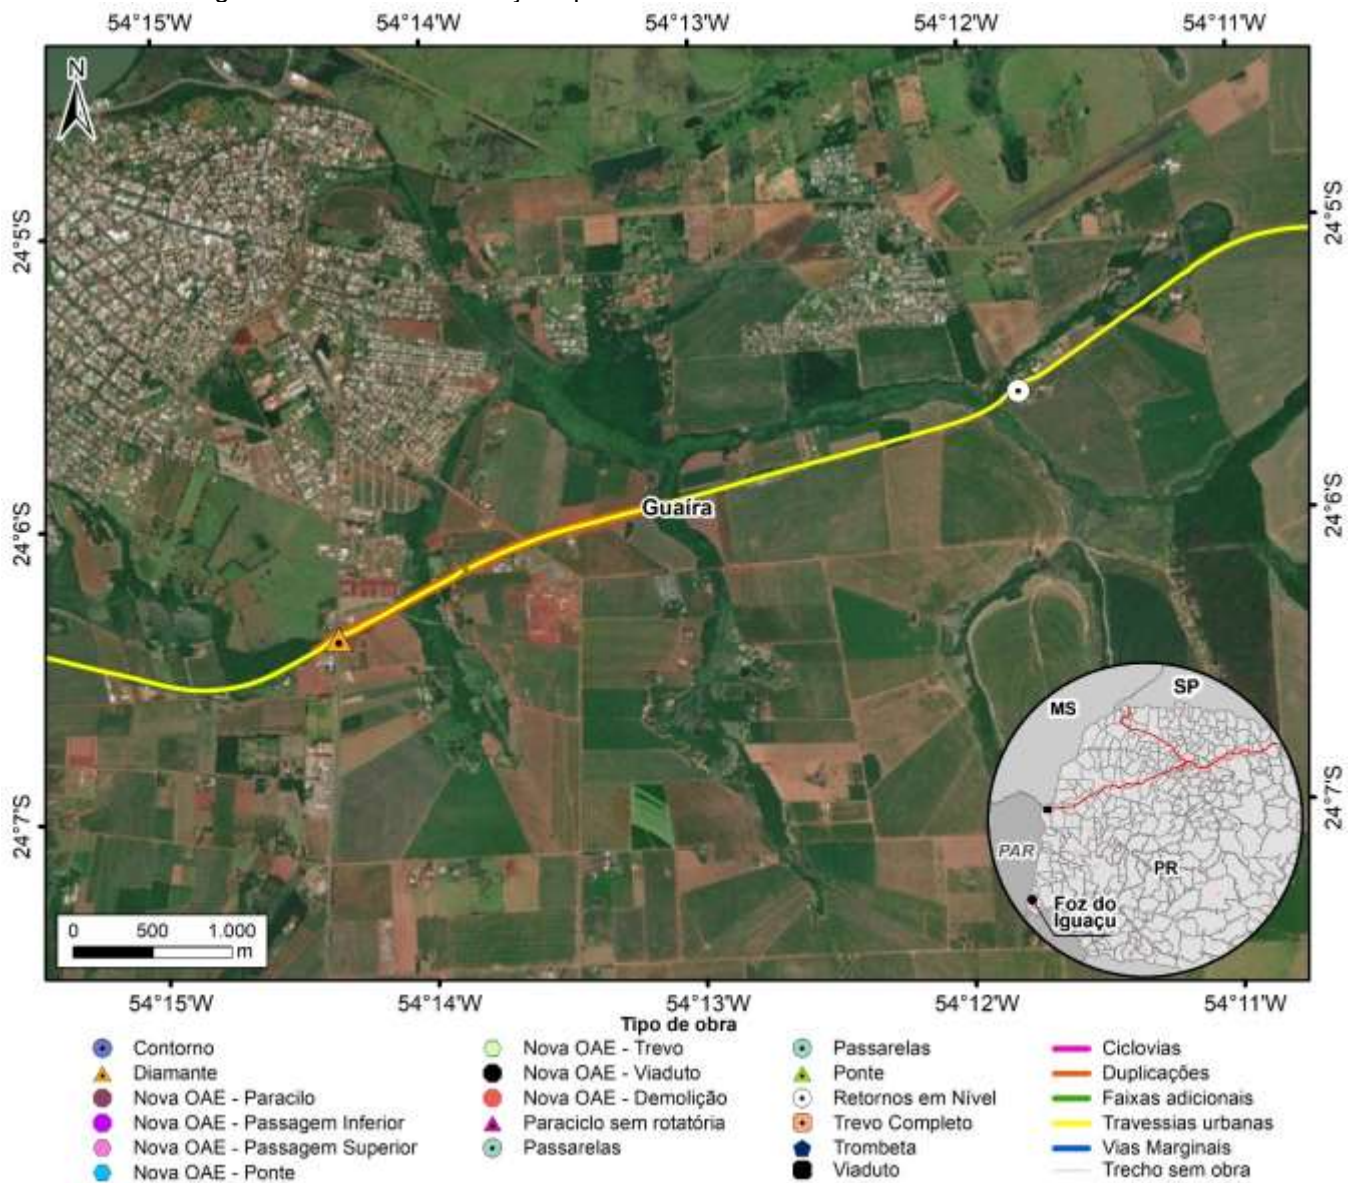 54°15'W 54°14'W 54°13'W 54°12'W 54°11'W
N
24°5'S 24°5'S
Guaíra
24°6'S 24°6'S
SP
MS
24°7'S 24°7'S
PAR
PR
Foz do
Iguaçu
0 500 1.000
m
54°15'W 54°14'W 54°13'W 54°12'W 54°11'W
Tipo de obra
Contorno
Diamante
Nova OAE - Paracilo
Nova OAE - Passagem Inferior
Nova OAE - Passagem Superior
Nova OAE - Ponte
Nova OAE - Trevo
Nova OAE - Viaduto
Nova OAE - Demolição
Paraciclo sem rotatória
Passarelas
Passarelas
Ponte
Retornos em Nível
Trevo Completo
Trombeta
Viaduto
Ciclovias
Duplicações
Faixas adicionais
Travessias urbanas
Vias Marginais
Trecho sem obra